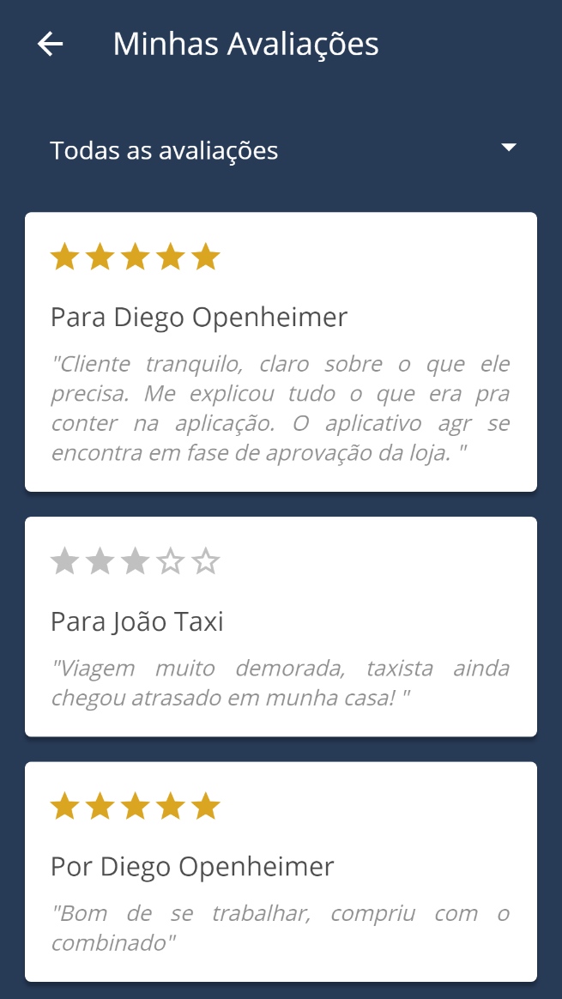 Minhas Avaliações
Todas as avaliações
Para Diego Openheimer
"Cliente tranquilo, claro sobre o que ele
precisa. Me explicou tudo o que era pra
conter na aplicação. O aplicativo agr se
encontra em fase de aprovação da loja. "
Para João Taxi
"Viagem muito demorada, taxista ainda
chegou atrasado em munha casa! "
Por Diego Openheimer
"Bom de se trabalhar, compriu com o
combinado"